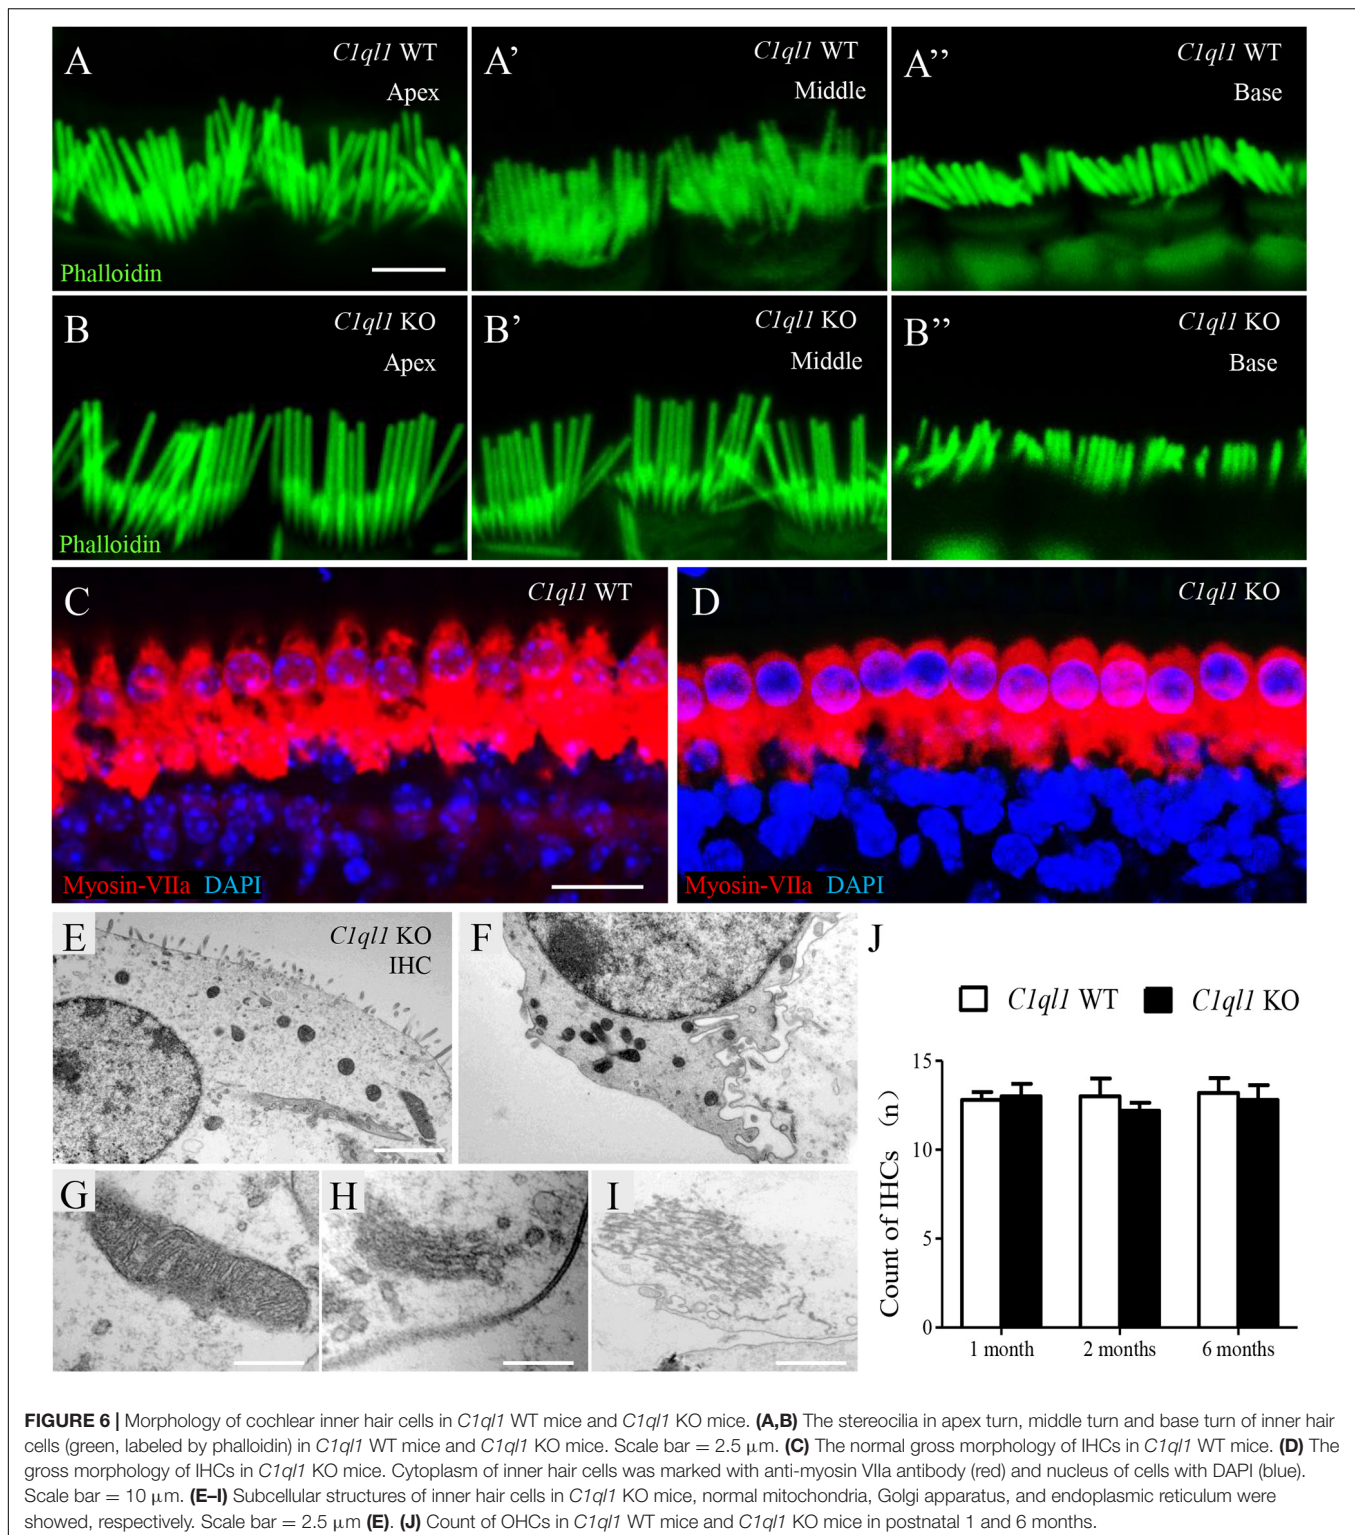 A
C1ql1 WT
Apex
Phalloidin
A’
C1ql1 WT
Middle
A’’
C1ql1 WT
Base
B
C1ql1 KO
Apex
Phalloidin
B’
C1ql1 KO
Middle
B’’
C1ql1 KO
Base
C
C1ql1 WT
Myosin-VIIa DAPI
D
C1ql1 KO
Myosin-VIIa DAPI
E
C1ql1 KO
IHC
F
G
H
I
J
C1ql1 WT
C1ql1 KO
Count of IHCs （n）
15
10
5
0
1 month
2 months
6 months
FIGURE 6 | Morphology of cochlear inner hair cells in C1ql1 WT mice and C1ql1 KO mice. (A,B) The stereocilia in apex turn, middle turn and base turn of inner hair
cells (green, labeled by phalloidin) in C1ql1 WT mice and C1ql1 KO mice. Scale bar = 2.5 μm. (C) The normal gross morphology of IHCs in C1ql1 WT mice. (D) The
gross morphology of IHCs in C1ql1 KO mice. Cytoplasm of inner hair cells was marked with anti-myosin VIIa antibody (red) and nucleus of cells with DAPI (blue).
Scale bar = 10 μm. (E–I) Subcellular structures of inner hair cells in C1ql1 KO mice, normal mitochondria, Golgi apparatus, and endoplasmic reticulum were
showed, respectively. Scale bar = 2.5 μm (E). (J) Count of OHCs in C1ql1 WT mice and C1ql1 KO mice in postnatal 1 and 6 months.